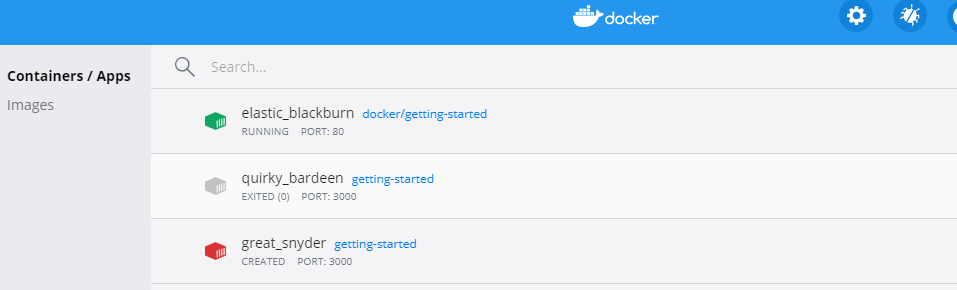 docker
Containers / Apps
Images
Search...
elastic_blackburn docker/getting-started
RUNNING PORT: 80
quirky_bardeen getting-started
EXITED (0) PORT: 3000
great_snyder getting-started
CREATED PORT: 3000